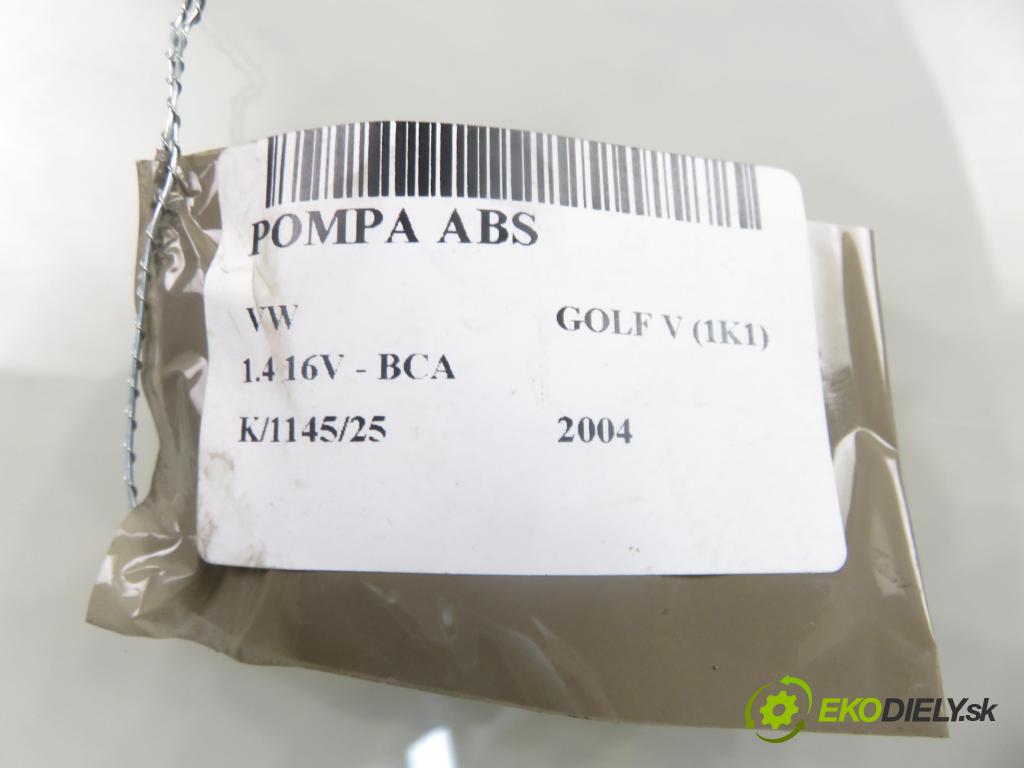 POMPA ABS
VW GOLF V (1K1)
1.4 16V - BCA
K/1145/25 2004
EKODIELY.sk